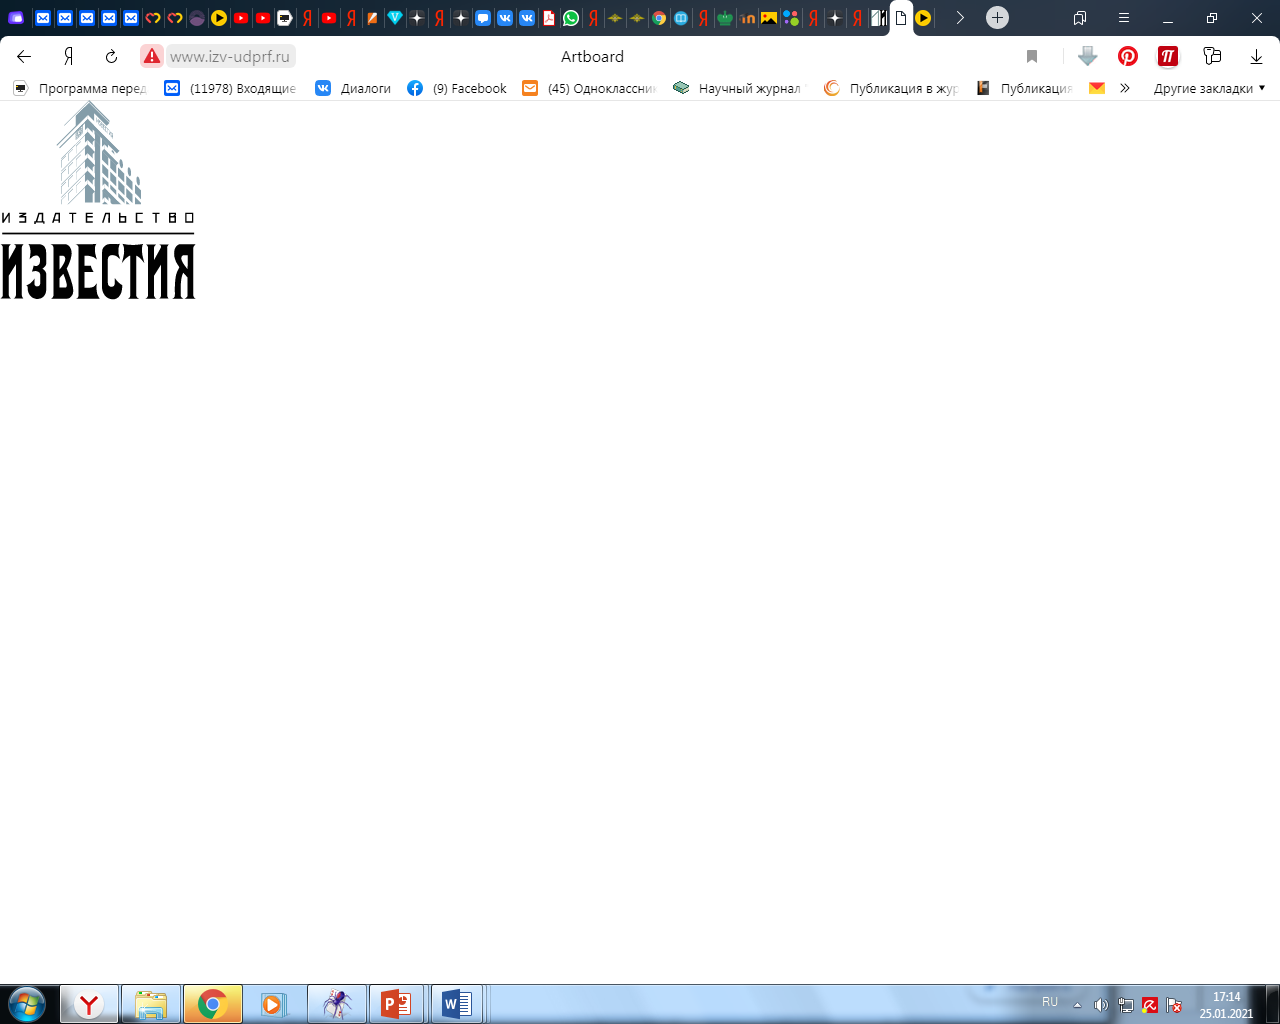 www.izv-udprf.ru
Artboard
Программа перед
(11978) Входящие
Диалоги
(9) Facebook
(45) Одноклассни
Научный журнал
Публикация в жур
Публикация
Другие закладки
ИЗДАТЕЛЬСТВО
ИЗВЕСТИЯ
RU
17:14
25.01.2021